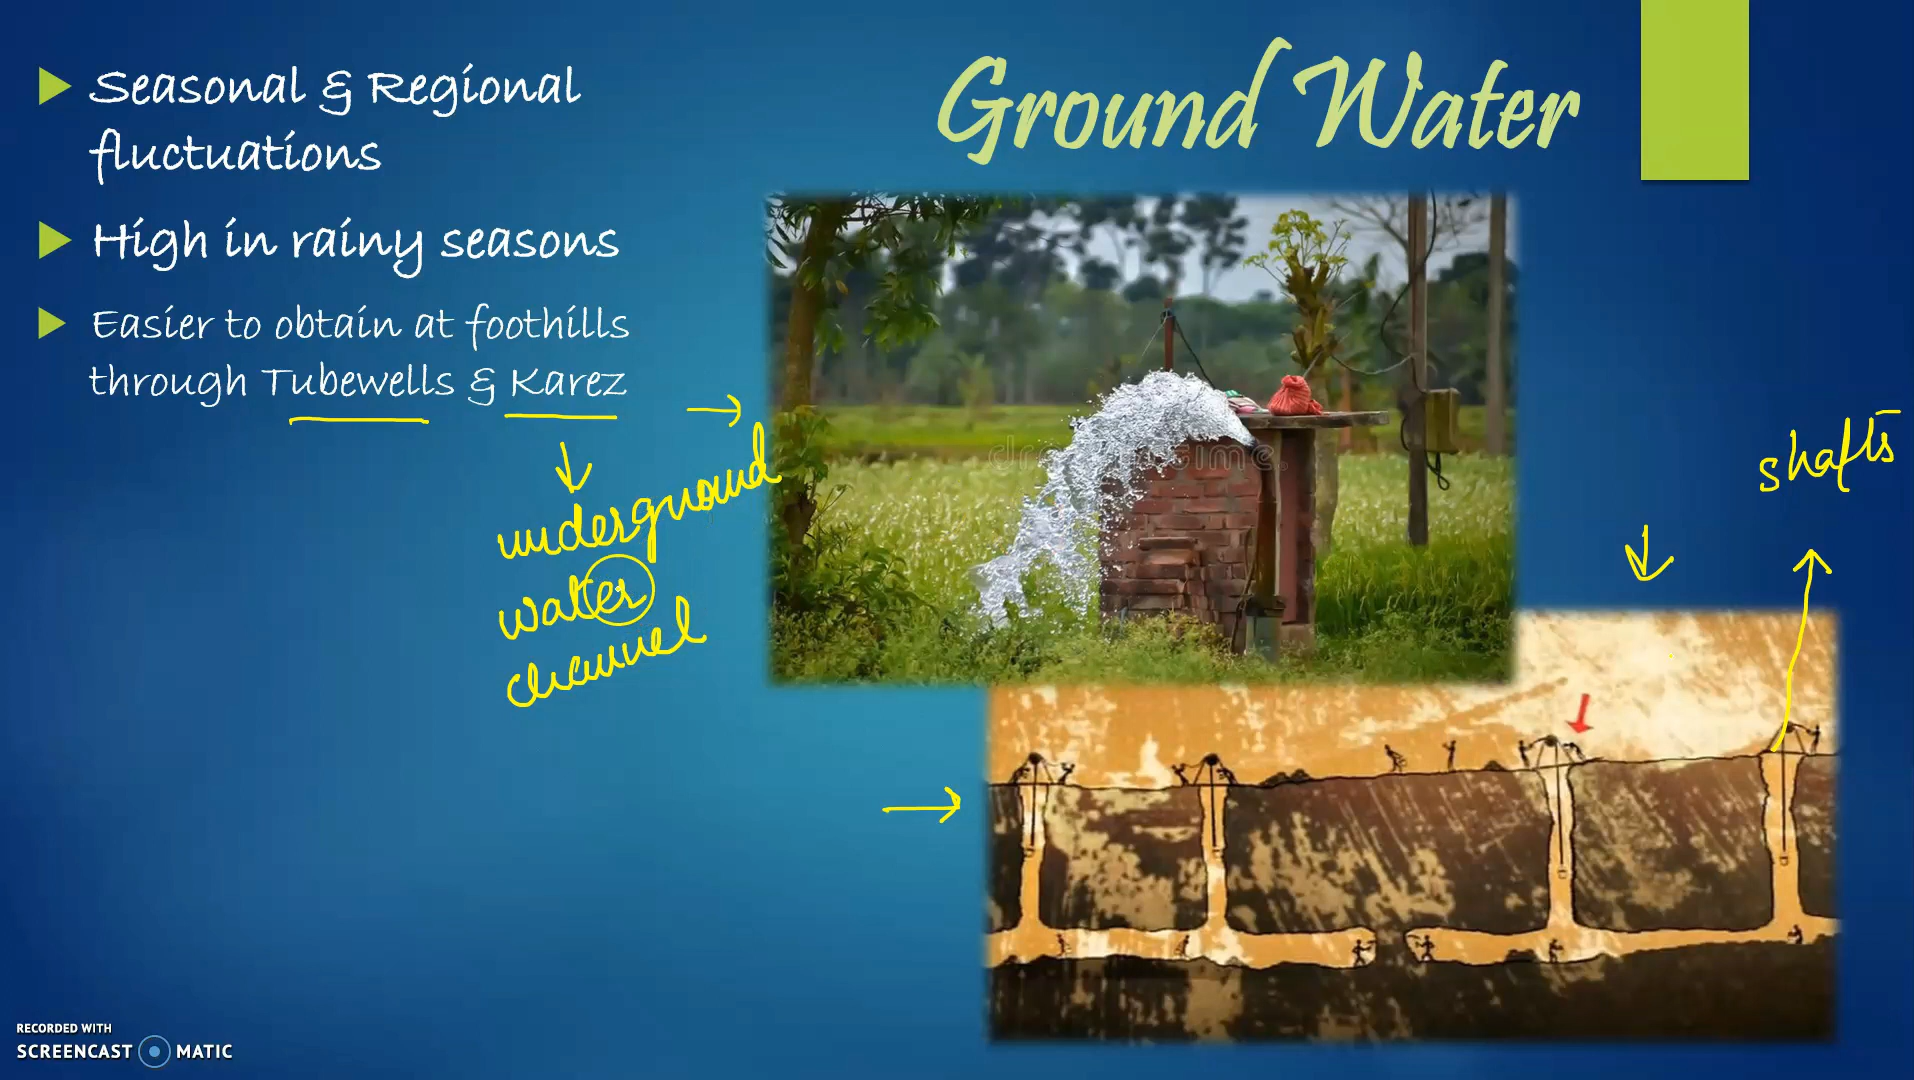 Ground Water
Seasonal & Regional
fluctuations
High in rainy seasons
Easier to obtain at foothills
through Tubewells & Karez
underground
water
channel
shafts
RECORDED WITH
SCREENCAST MATIC